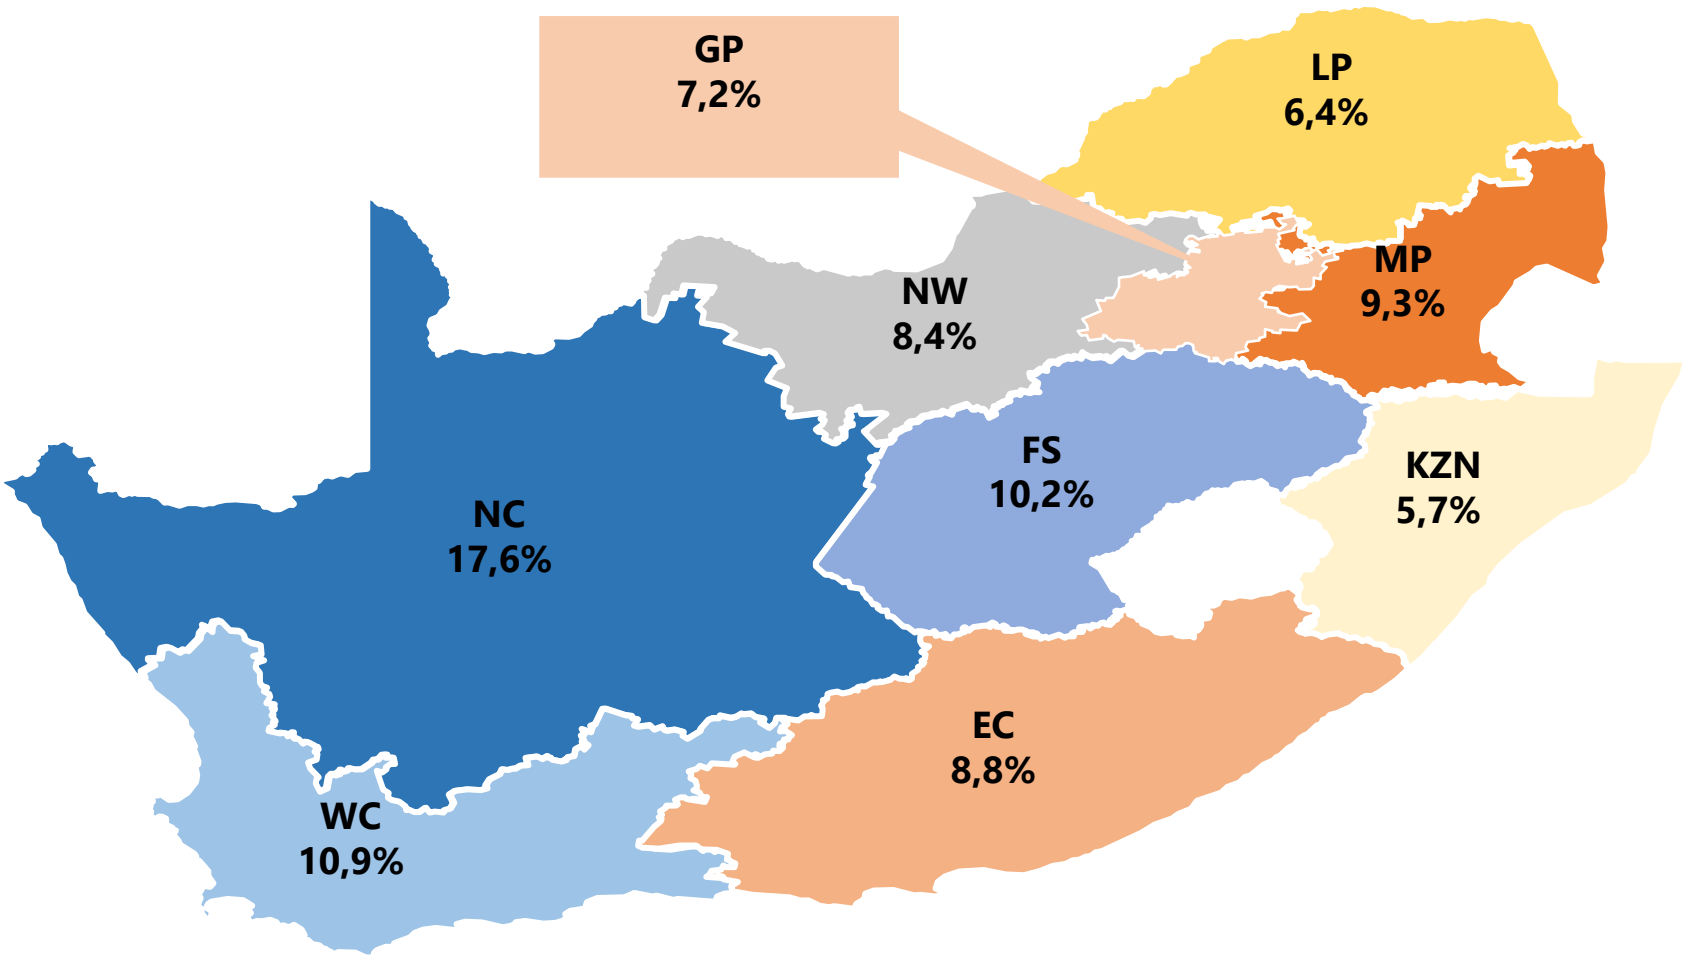 GP
7,2%
LP
6,4%
MP
9,3%
NW
8,4%
FS
10,2%
KZN
5,7%
NC
17,6%
EC
8,8%
WC
10,9%